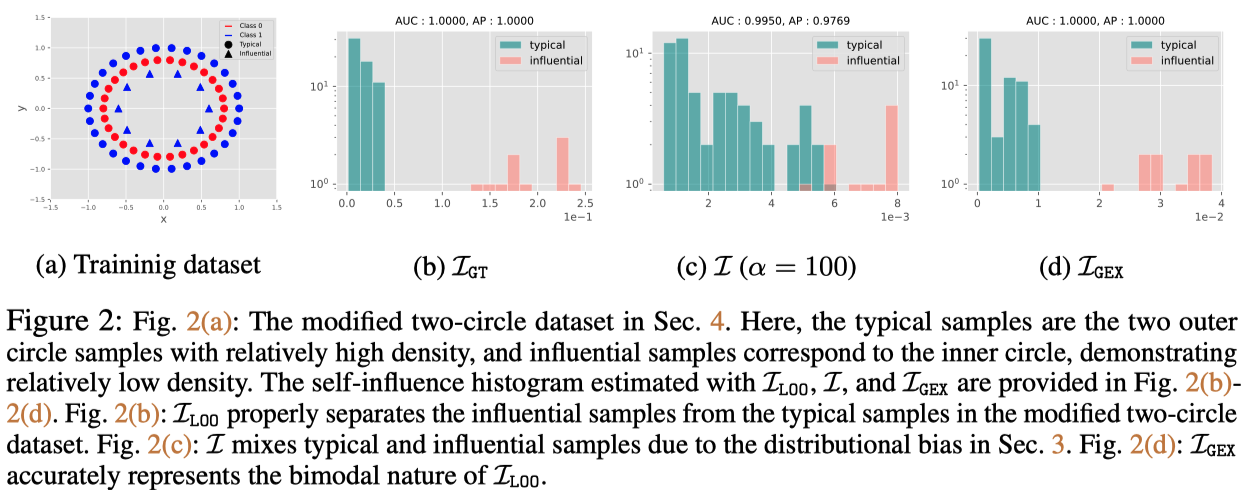 Class 0
Class 1
Typical
Influential
1.5
1.0
0.5
0.0
−0.5
−1.0
−1.5
y
−1.5 −1.0 −0.5 0.0 0.5 1.0 1.5
x
(a) Traininig dataset
AUC : 1.0000, AP : 1.0000
typical
influential
10¹
10⁰
0.0 0.5 1.0 1.5 2.0 2.5
1e−1
(b) I_GT
AUC : 0.9950, AP : 0.9769
typical
influential
10¹
10⁰
2 4 6 8
1e−3
(c) I (α = 100)
AUC : 1.0000, AP : 1.0000
typical
influential
10¹
10⁰
0 1 2 3 4
1e−2
(d) I_GEX
Figure 2: Fig. 2(a): The modified two-circle dataset in Sec. 4. Here, the typical samples are the two outer
circle samples with relatively high density, and influential samples correspond to the inner circle, demonstrating
relatively low density. The self-influence histogram estimated with I_LOO, I, and I_GEX are provided in Fig. 2(b)-
2(d). Fig. 2(b): I_LOO properly separates the influential samples from the typical samples in the modified two-circle
dataset. Fig. 2(c): I mixes typical and influential samples due to the distributional bias in Sec. 3. Fig. 2(d): I_GEX
accurately represents the bimodal nature of I_LOO.